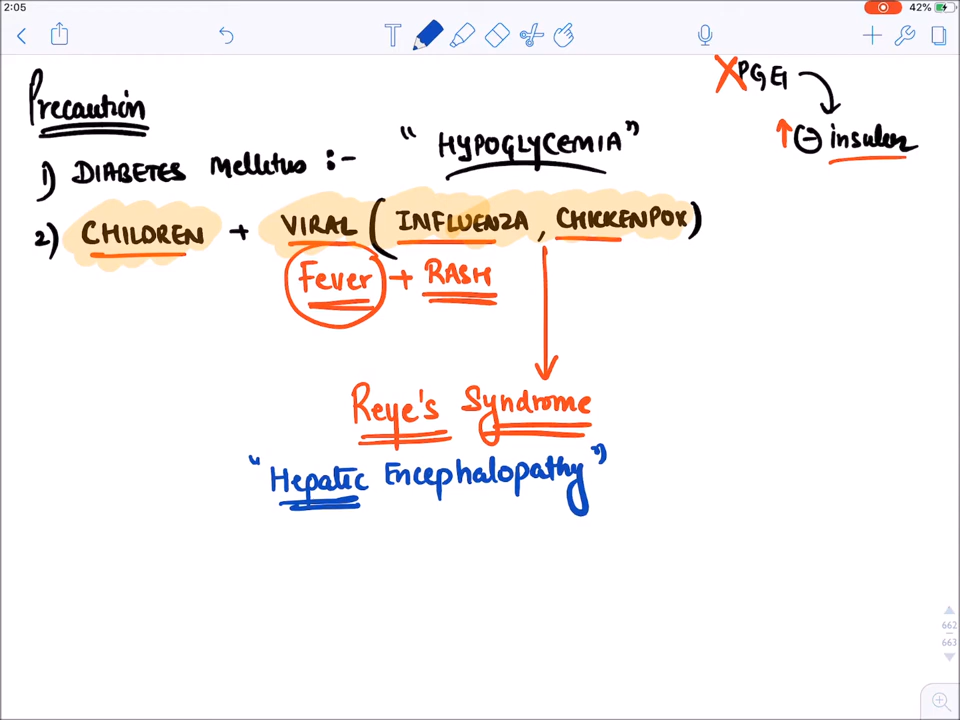 2:05
42%
T
Precaution
X PGE1
↑ ⊖ insulin
1) DIABETES Melletus :- " HYPOGLYCEMIA "
2) CHILDREN + VIRAL ( INFLUENZA , CHICKENPOX )
Fever + RASH
Reye's Syndrome
" Hepatic Encephalopathy "
662
663